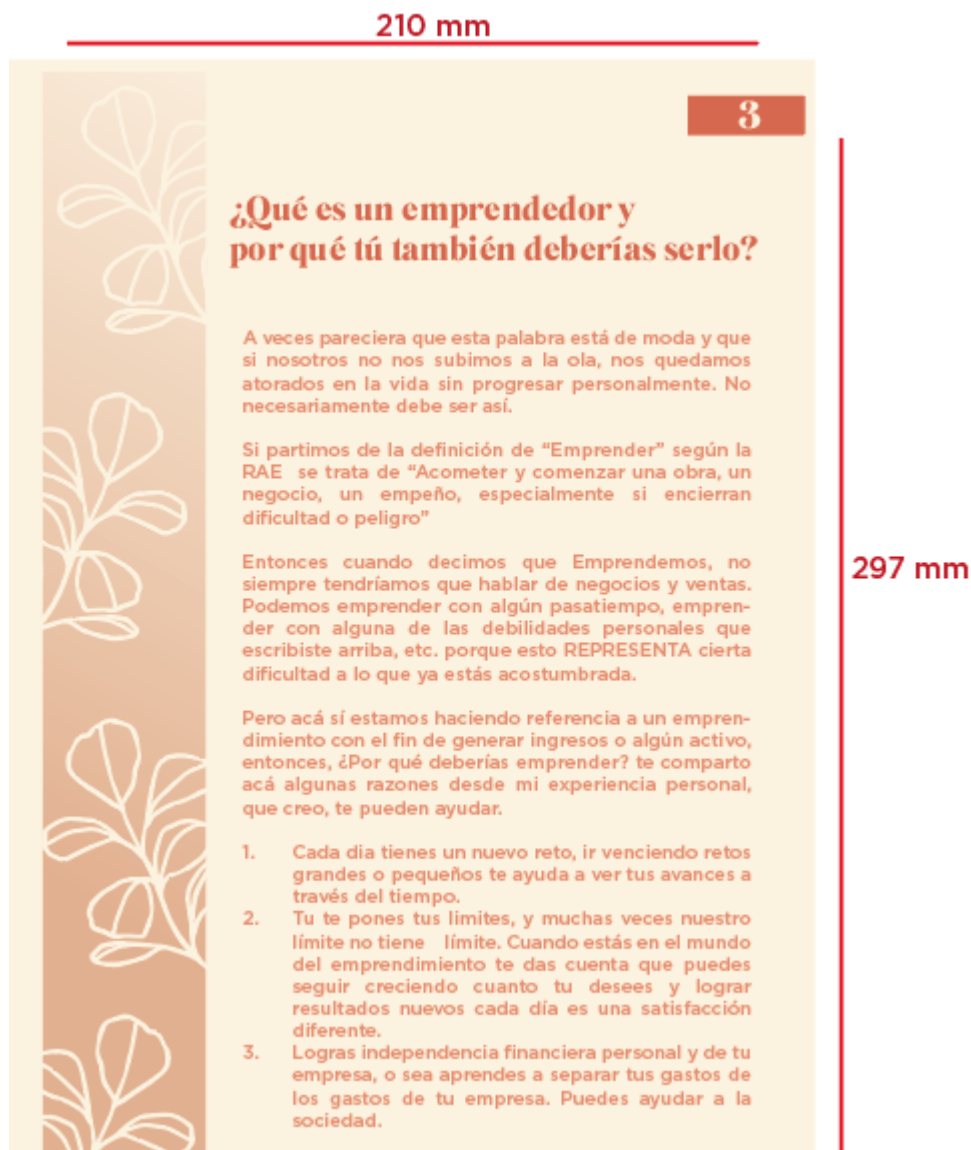 210 mm
3
¿Qué es un emprendedor y
por qué tú también deberías serlo?
A veces pareciera que esta palabra está de moda y que
si nosotros no nos subimos a la ola, nos quedamos
atorados en la vida sin progresar personalmente. No
necesariamente debe ser así.
Si partimos de la definición de “Emprender” según la
RAE se trata de “Acometer y comenzar una obra, un
negocio, un empeño, especialmente si encierran
dificultad o peligro”
Entonces cuando decimos que Emprendemos, no
siempre tendríamos que hablar de negocios y ventas.
Podemos emprender con algún pasatiempo, empren-
der con alguna de las debilidades personales que
escribiste arriba, etc. porque esto REPRESENTA cierta
dificultad a lo que ya estás acostumbrada.
297 mm
Pero acá sí estamos haciendo referencia a un empren-
dimiento con el fin de generar ingresos o algún activo,
entonces, ¿Por qué deberías emprender? te comparto
acá algunas razones desde mi experiencia personal,
que creo, te pueden ayudar.
1. Cada dia tienes un nuevo reto, ir venciendo retos
grandes o pequeños te ayuda a ver tus avances a
través del tiempo.
2. Tu te pones tus limites, y muchas veces nuestro
límite no tiene límite. Cuando estás en el mundo
del emprendimiento te das cuenta que puedes
seguir creciendo cuanto tu desees y lograr
resultados nuevos cada día es una satisfacción
diferente.
3. Logras independencia financiera personal y de tu
empresa, o sea aprendes a separar tus gastos de
los gastos de tu empresa. Puedes ayudar a la
sociedad.